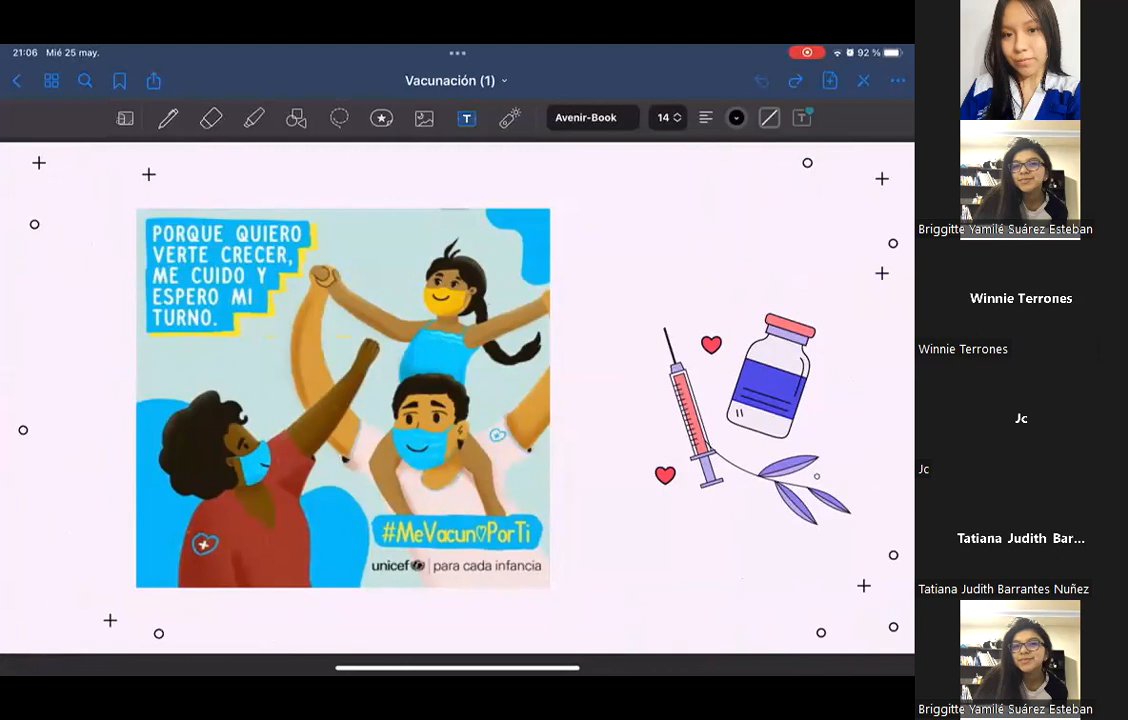 21:06 Mié 25 may.
92 %
Vacunación (1)
Avenir-Book
14
T
T
PORQUE QUIERO
VERTE CRECER,
ME CUIDO Y
ESPERO MI
TURNO.
#MeVacunoPorTi
unicef para cada infancia
Briggitte Yamilé Suárez Esteban
Winnie Terrones
Winnie Terrones
Jc
Jc
Tatiana Judith Bar...
Tatiana Judith Barrantes Nuñez
Briggitte Yamilé Suárez Esteban